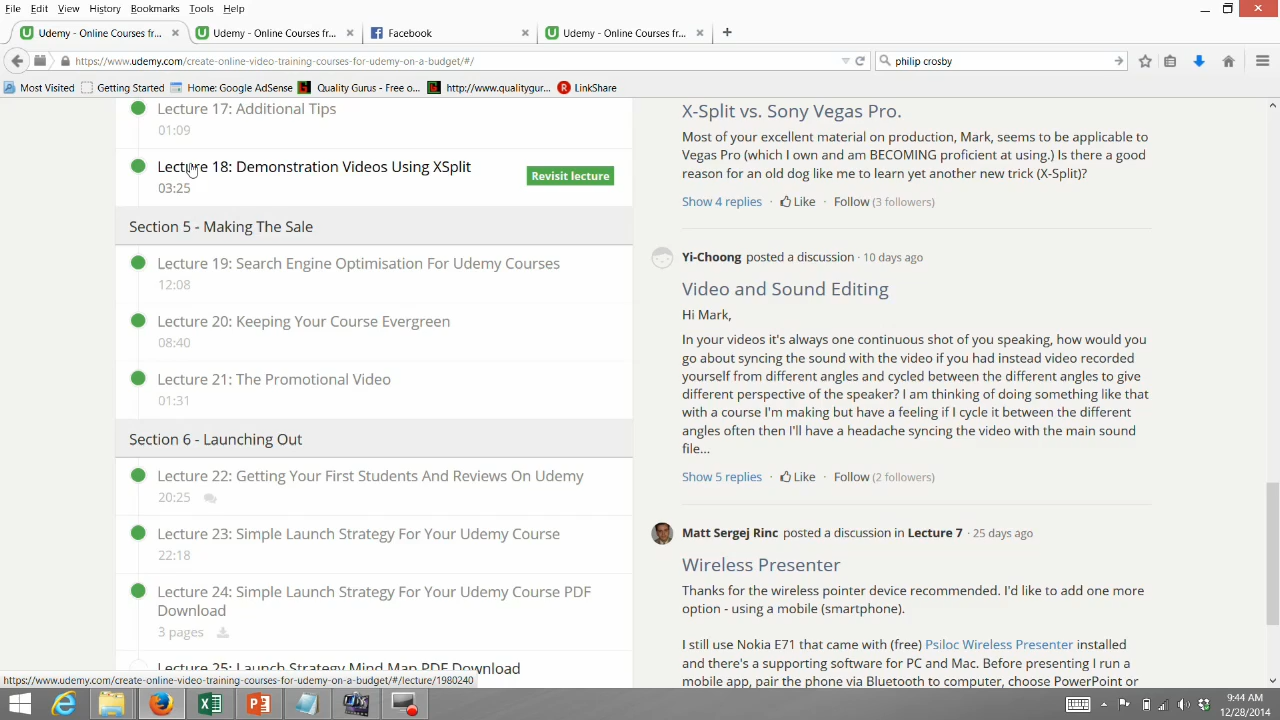 File Edit View History Bookmarks Tools Help
Udemy - Online Courses fr... × Udemy - Online Courses fr... × Facebook × Udemy - Online Courses fr... × +
https://www.udemy.com/create-online-video-training-courses-for-udemy-on-a-budget/#/
philip crosby
Most Visited Getting Started Home: Google AdSense Quality Gurus - Free o... http://www.qualitygur... LinkShare
Lecture 17: Additional Tips
01:09
Lecture 18: Demonstration Videos Using XSplit
03:25
Revisit lecture
Section 5 - Making The Sale
Lecture 19: Search Engine Optimisation For Udemy Courses
12:08
Lecture 20: Keeping Your Course Evergreen
08:40
Lecture 21: The Promotional Video
01:31
Section 6 - Launching Out
Lecture 22: Getting Your First Students And Reviews On Udemy
20:25
Lecture 23: Simple Launch Strategy For Your Udemy Course
22:18
Lecture 24: Simple Launch Strategy For Your Udemy Course PDF
Download
3 pages
Lecture 25: Launch Strategy Mind Map PDF Download
X-Split vs. Sony Vegas Pro.
Most of your excellent material on production, Mark, seems to be applicable to
Vegas Pro (which I own and am BECOMING proficient at using.) Is there a good
reason for an old dog like me to learn yet another new trick (X-Split)?
Show 4 replies · Like · Follow (3 followers)
Yi-Choong posted a discussion · 10 days ago
Video and Sound Editing
Hi Mark,
In your videos it's always one continuous shot of you speaking, how would you
go about syncing the sound with the video if you had instead video recorded
yourself from different angles and cycled between the different angles to give
different perspective of the speaker? I am thinking of doing something like that
with a course I'm making but have a feeling if I cycle it between the different
angles often then I'll have a headache syncing the video with the main sound
file...
Show 5 replies · Like · Follow (2 followers)
Matt Sergej Rinc posted a discussion in Lecture 7 · 25 days ago
Wireless Presenter
Thanks for the wireless pointer device recommended. I'd like to add one more
option - using a mobile (smartphone).
I still use Nokia E71 that came with (free) Psiloc Wireless Presenter installed
and there's a supporting software for PC and Mac. Before presenting I run a
mobile app, pair the phone via Bluetooth to computer, choose PowerPoint or
https://www.udemy.com/create-online-video-training-courses-for-udemy-on-a-budget/#/lecture/1980240
9:44 AM
12/28/2014